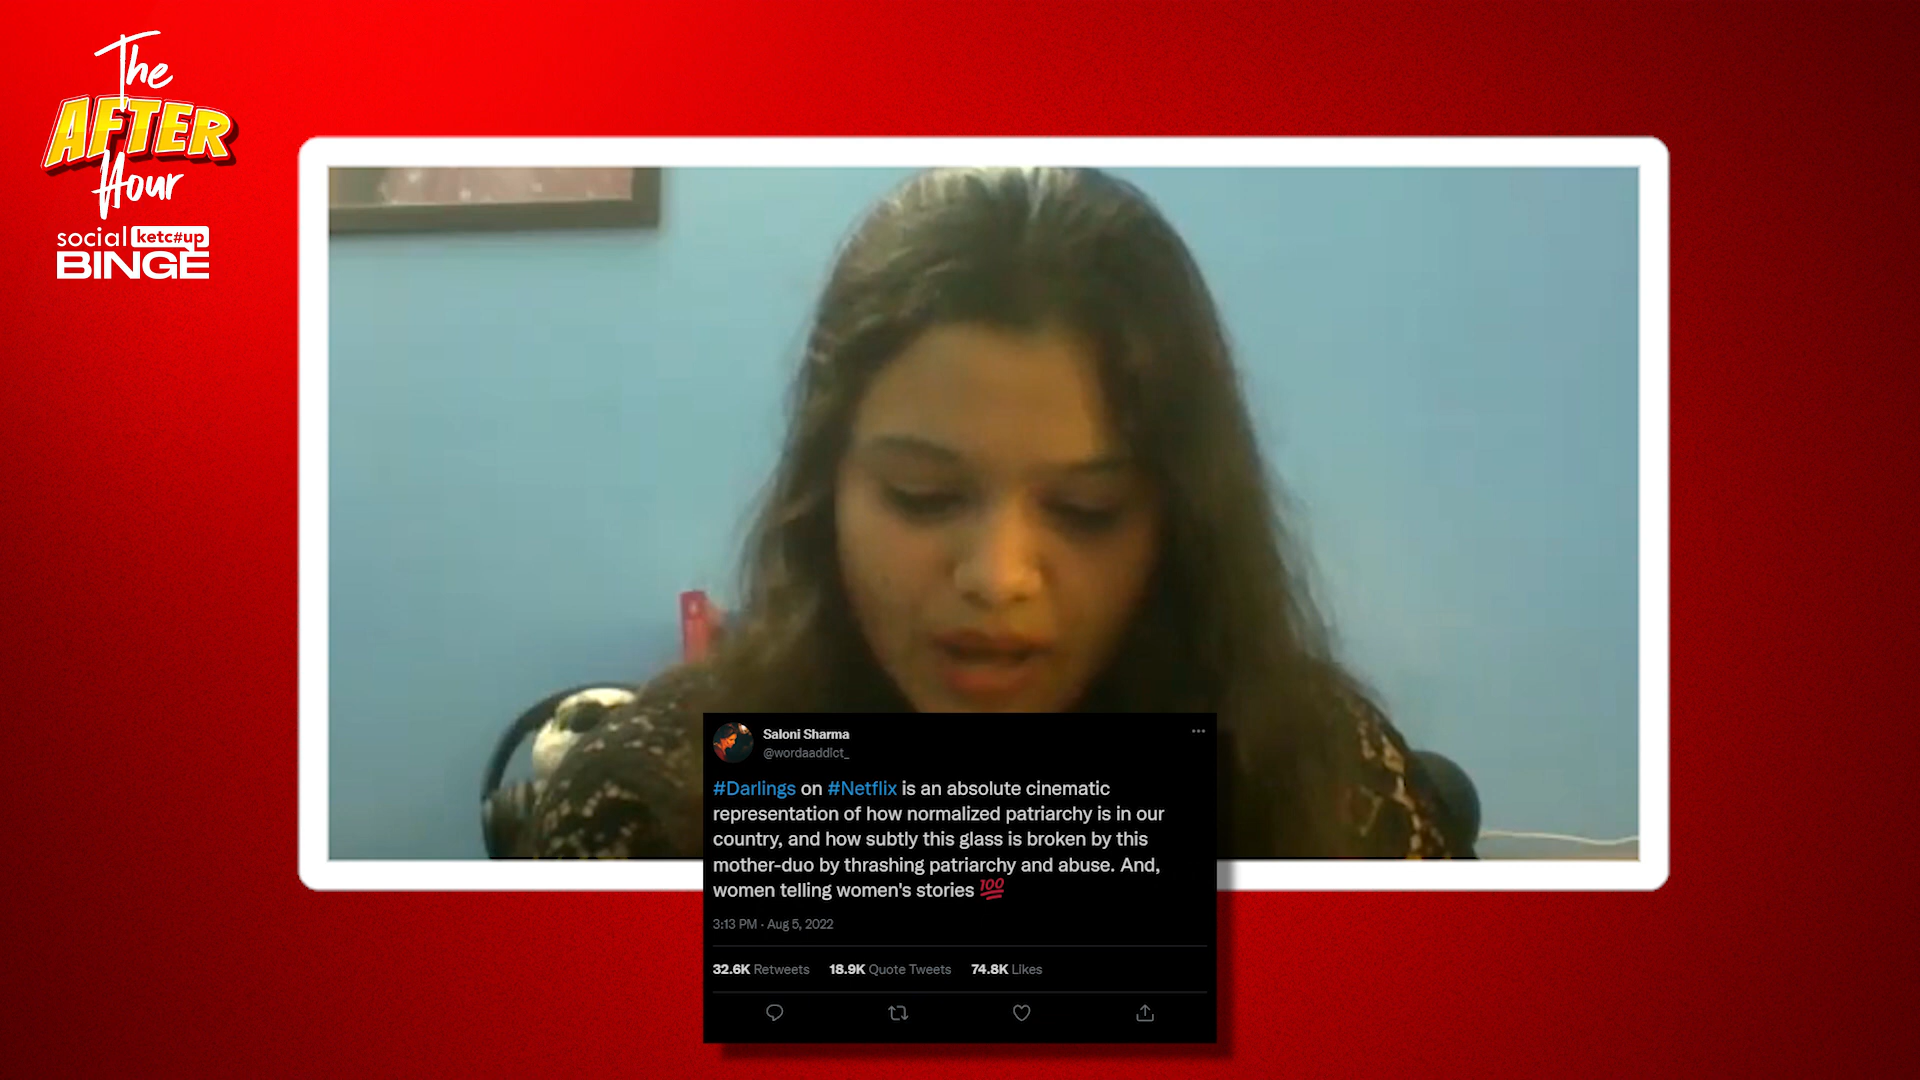 The
AFTER
Hour
social ketc#up
BINGE
Saloni Sharma
@wordaaddict_
#Darlings on #Netflix is an absolute cinematic
representation of how normalized patriarchy is in our
country, and how subtly this glass is broken by this
mother-duo by thrashing patriarchy and abuse. And,
women telling women's stories 💯
3:13 PM · Aug 5, 2022
32.6K Retweets 18.9K Quote Tweets 74.8K Likes